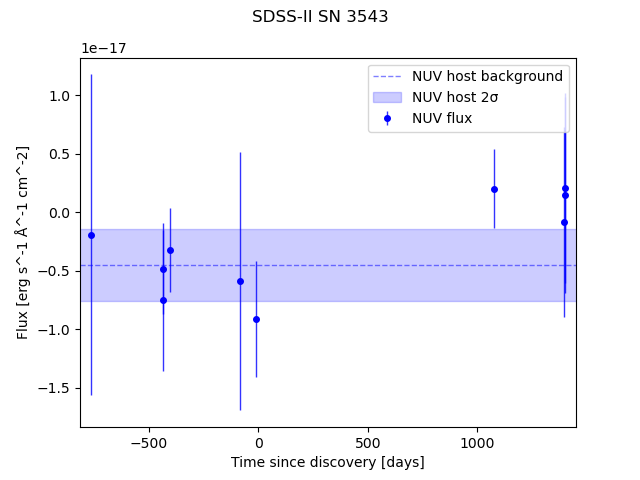 SDSS-II SN 3543
1e−17
NUV host background
NUV host 2σ
NUV flux
1.0
0.5
0.0
−0.5
−1.0
−1.5
Flux [erg s^-1 Å^-1 cm^-2]
−500
0
500
1000
Time since discovery [days]